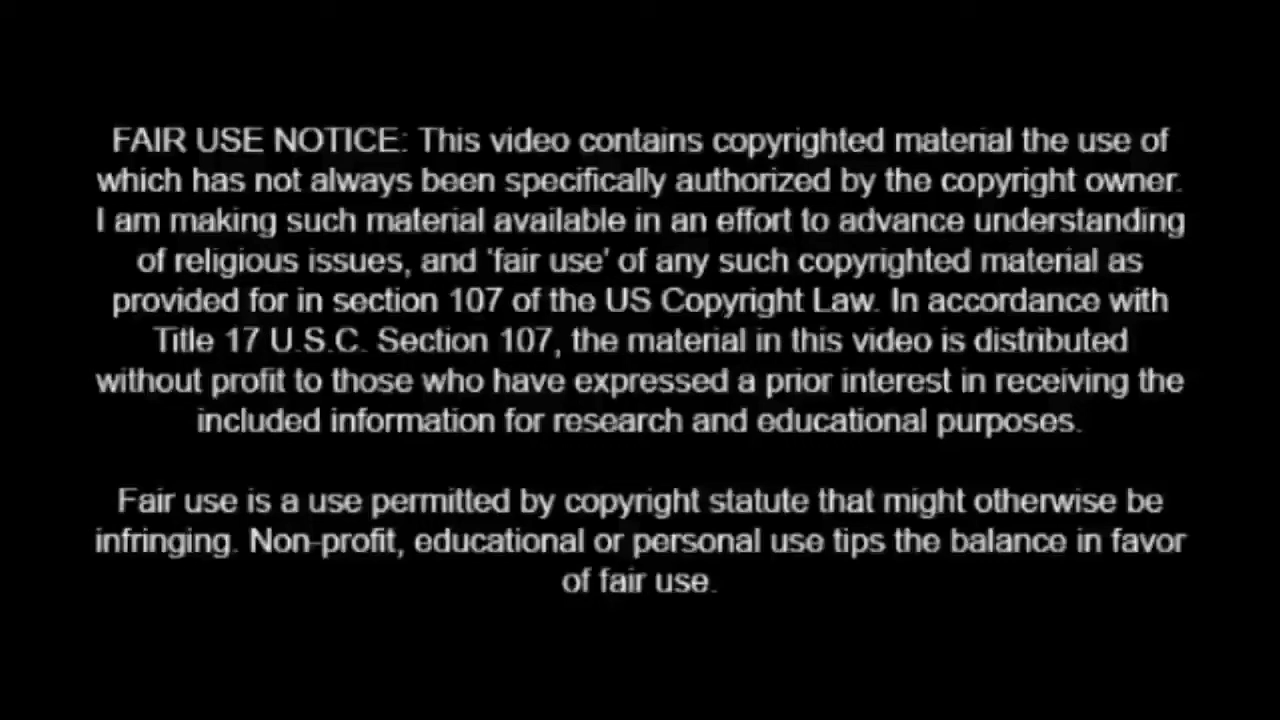 FAIR USE NOTICE: This video contains copyrighted material the use of
which has not always been specifically authorized by the copyright owner.
I am making such material available in an effort to advance understanding
of religious issues, and 'fair use' of any such copyrighted material as
provided for in section 107 of the US Copyright Law. In accordance with
Title 17 U.S.C. Section 107, the material in this video is distributed
without profit to those who have expressed a prior interest in receiving the
included information for research and educational purposes.
Fair use is a use permitted by copyright statute that might otherwise be
infringing. Non-profit, educational or personal use tips the balance in favor
of fair use.